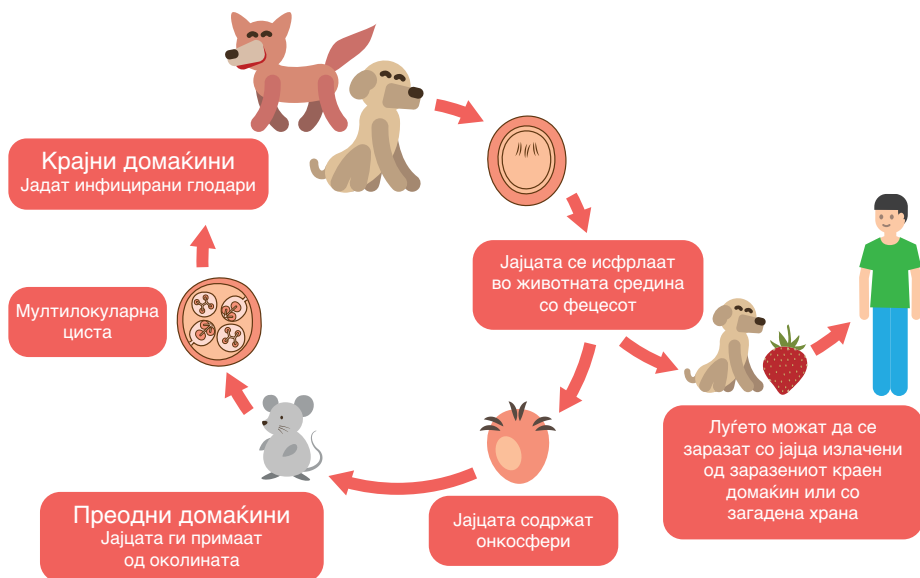 Крајни домаќини
Јадат инфицирани глодари
Јајцата се исфрлаат
во животната средина
со фецесот
Мултилокуларна
циста
Луѓето можат да се
заразат со јајца излачени
од заразениот краен
домаќин или со
загадена храна
Јајцата содржат
онкосфери
Преодни домаќини
Јајцата ги примаат
од околината